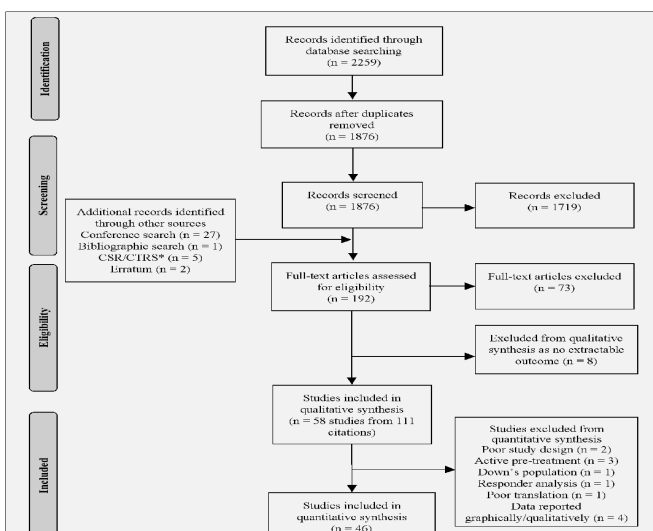 Identification
Records identified through
database searching
(n = 2259)
Records after duplicates
removed
(n = 1876)
Screening
Records screened
(n = 1876)
Records excluded
(n = 1719)
Additional records identified
through other sources
Conference search (n = 27)
Bibliographic search (n = 1)
CSR/CTRS* (n = 5)
Erratum (n = 2)
Eligibility
Full-text articles assessed
for eligibility
(n = 192)
Full-text articles excluded
(n = 73)
Excluded from qualitative
synthesis as no extractable
outcome (n = 8)
Studies included in
qualitative synthesis
(n = 58 studies from 111
citations)
Included
Studies excluded from
quantitative synthesis
Poor study design (n = 2)
Active pre-treatment (n = 3)
Down's population (n = 1)
Responder analysis (n = 1)
Poor translation (n = 1)
Data reported
graphically/qualitatively (n = 4)
Studies included in
quantitative synthesis
(n = 46)